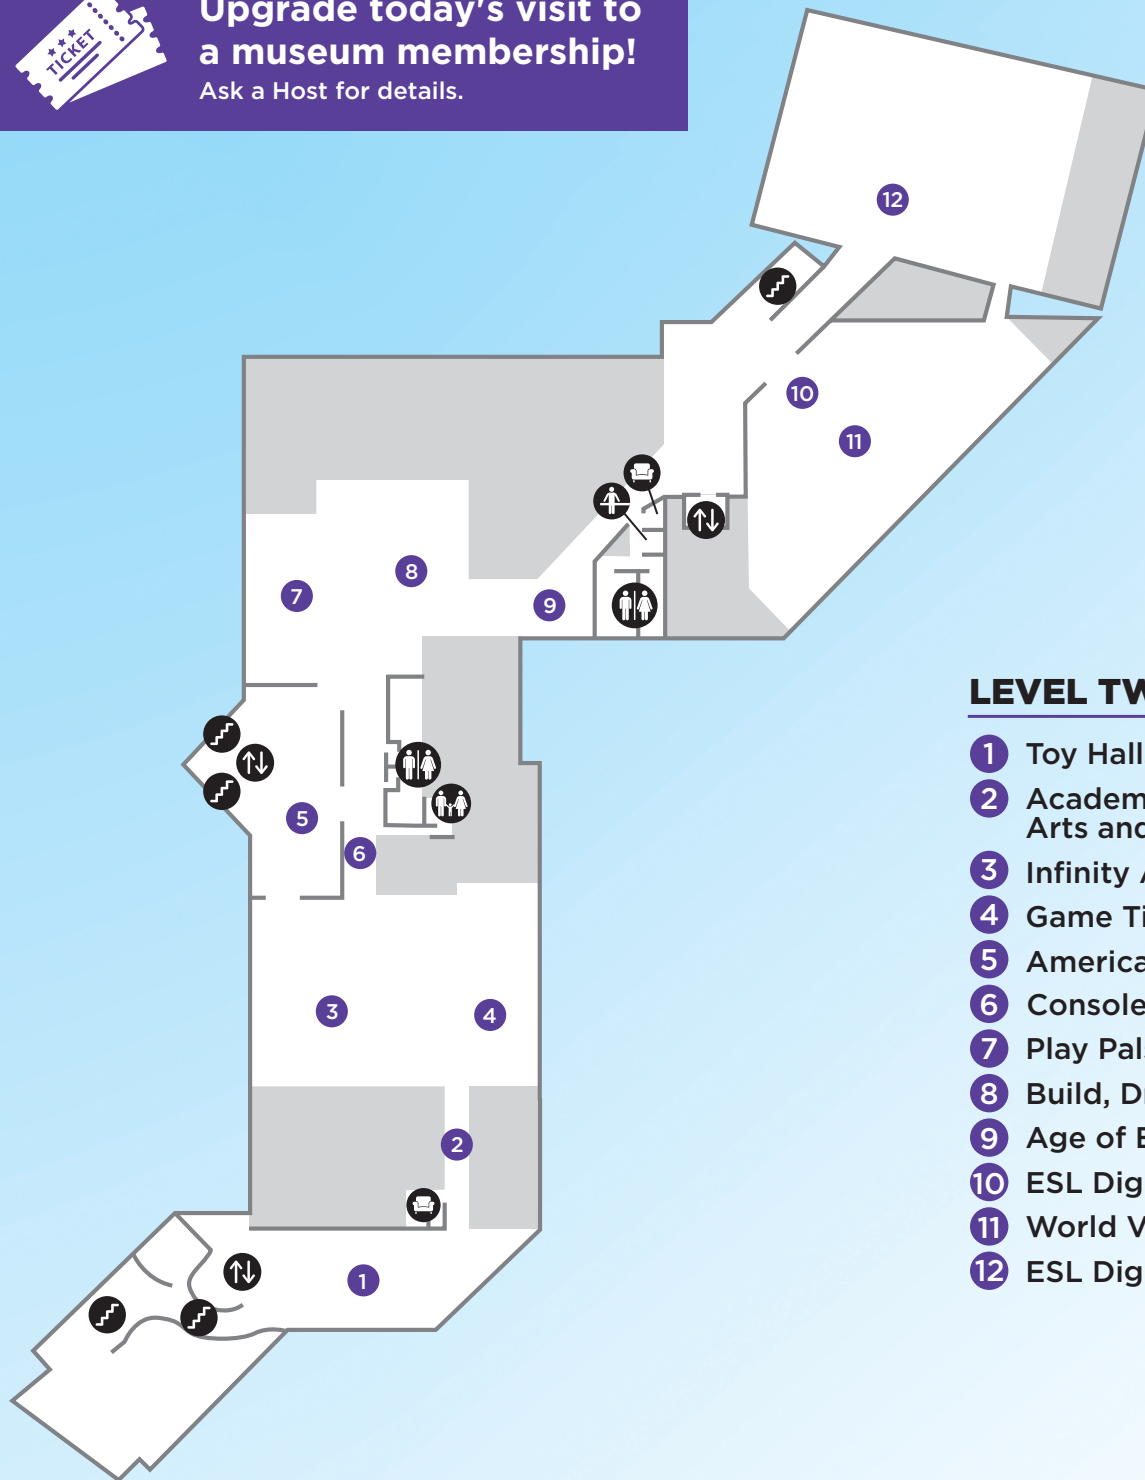 Upgrade today's visit to
a museum membership!
Ask a Host for details.
TICKET
12
10
11
8
7
9
5
6
3
4
2
1
LEVEL TW
1 Toy Hall
2 Academ
Arts and
3 Infinity A
4 Game Ti
5 America
6 Console
7 Play Pals
8 Build, Dr
9 Age of E
10 ESL Dig
11 World V
12 ESL Dig